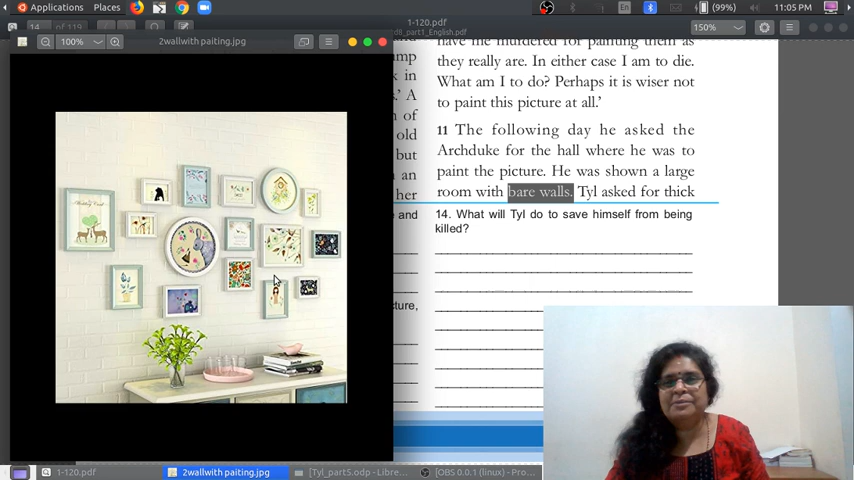 Applications Places En (99%) 11:05 PM
1-120.pdf
_English.pdf
150%
100% 2wallwith paiting.jpg
have me murdered for painting them as
they really are. In either case I am to die.
What am I to do? Perhaps it is wiser not
to paint this picture at all.'
11 The following day he asked the
Archduke for the hall where he was to
paint the picture. He was shown a large
room with bare walls. Tyl asked for thick
14. What will Tyl do to save himself from being
killed?
1-120.pdf
2wallwith paiting.jpg
[Tyl_part5.odp - Libre...
[OBS 0.0.1 (linux) - Pro...